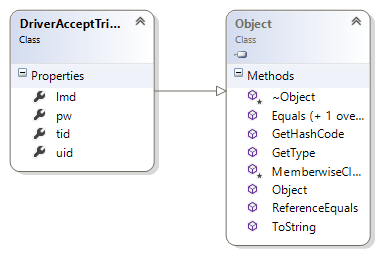 DriverAcceptTri...
Class
Properties
lmd
pw
tid
uid
Object
Class
Methods
~Object
Equals (+ 1 ove...
GetHashCode
GetType
MemberwiseCl...
Object
ReferenceEquals
ToString